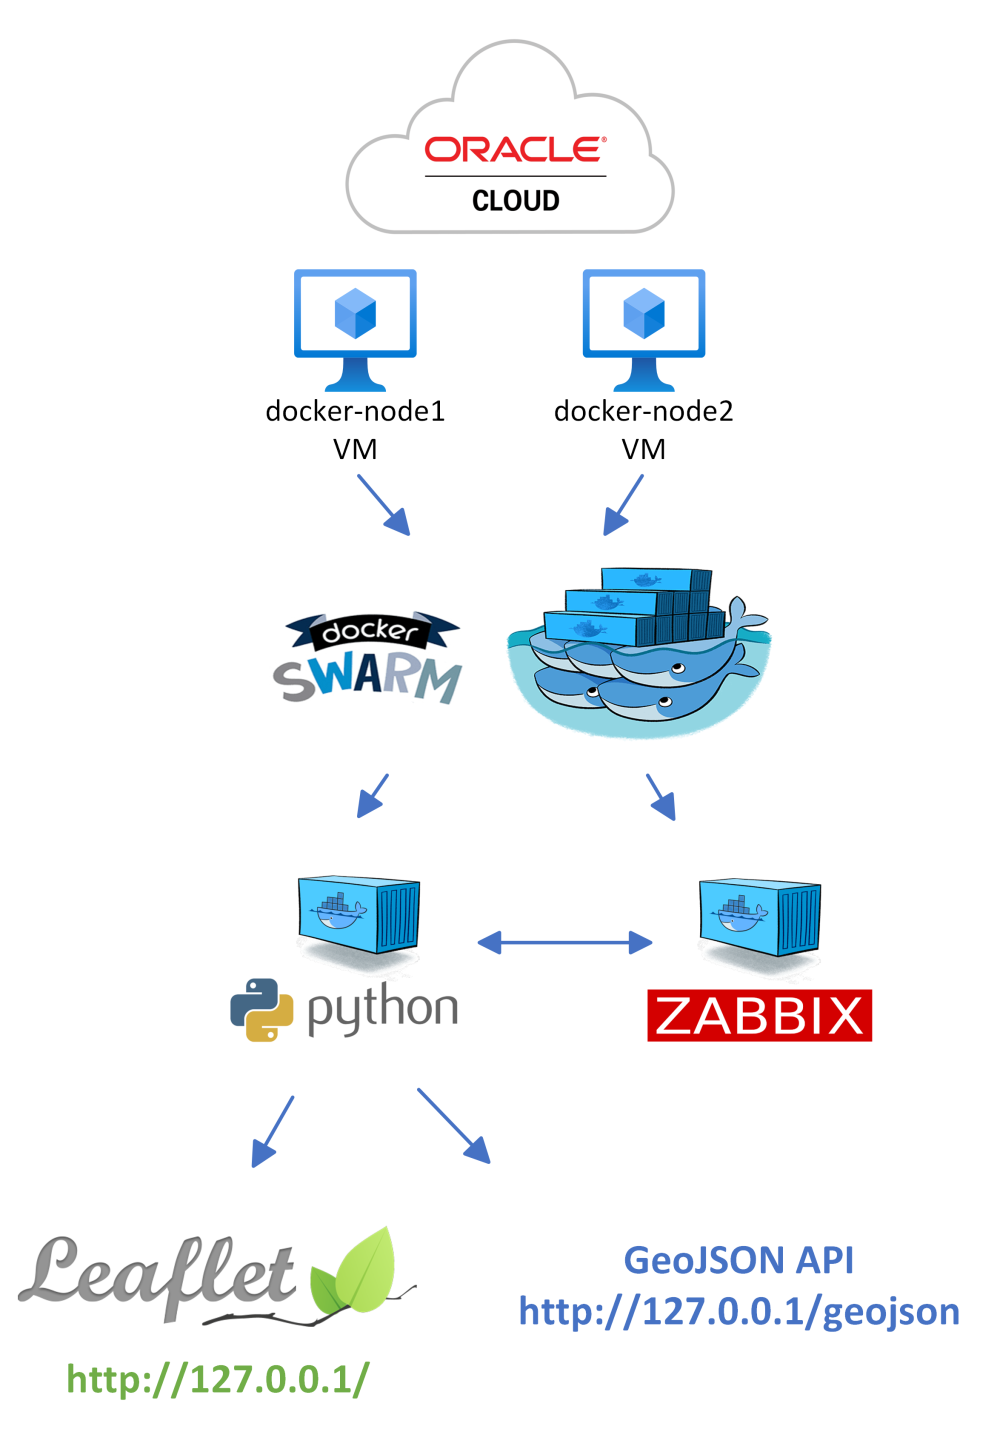 ORACLE®
CLOUD
docker-node1
VM
docker-node2
VM
docker
SWARM
python
ZABBIX
Leaflet
http://127.0.0.1/
GeoJSON API
http://127.0.0.1/geojson